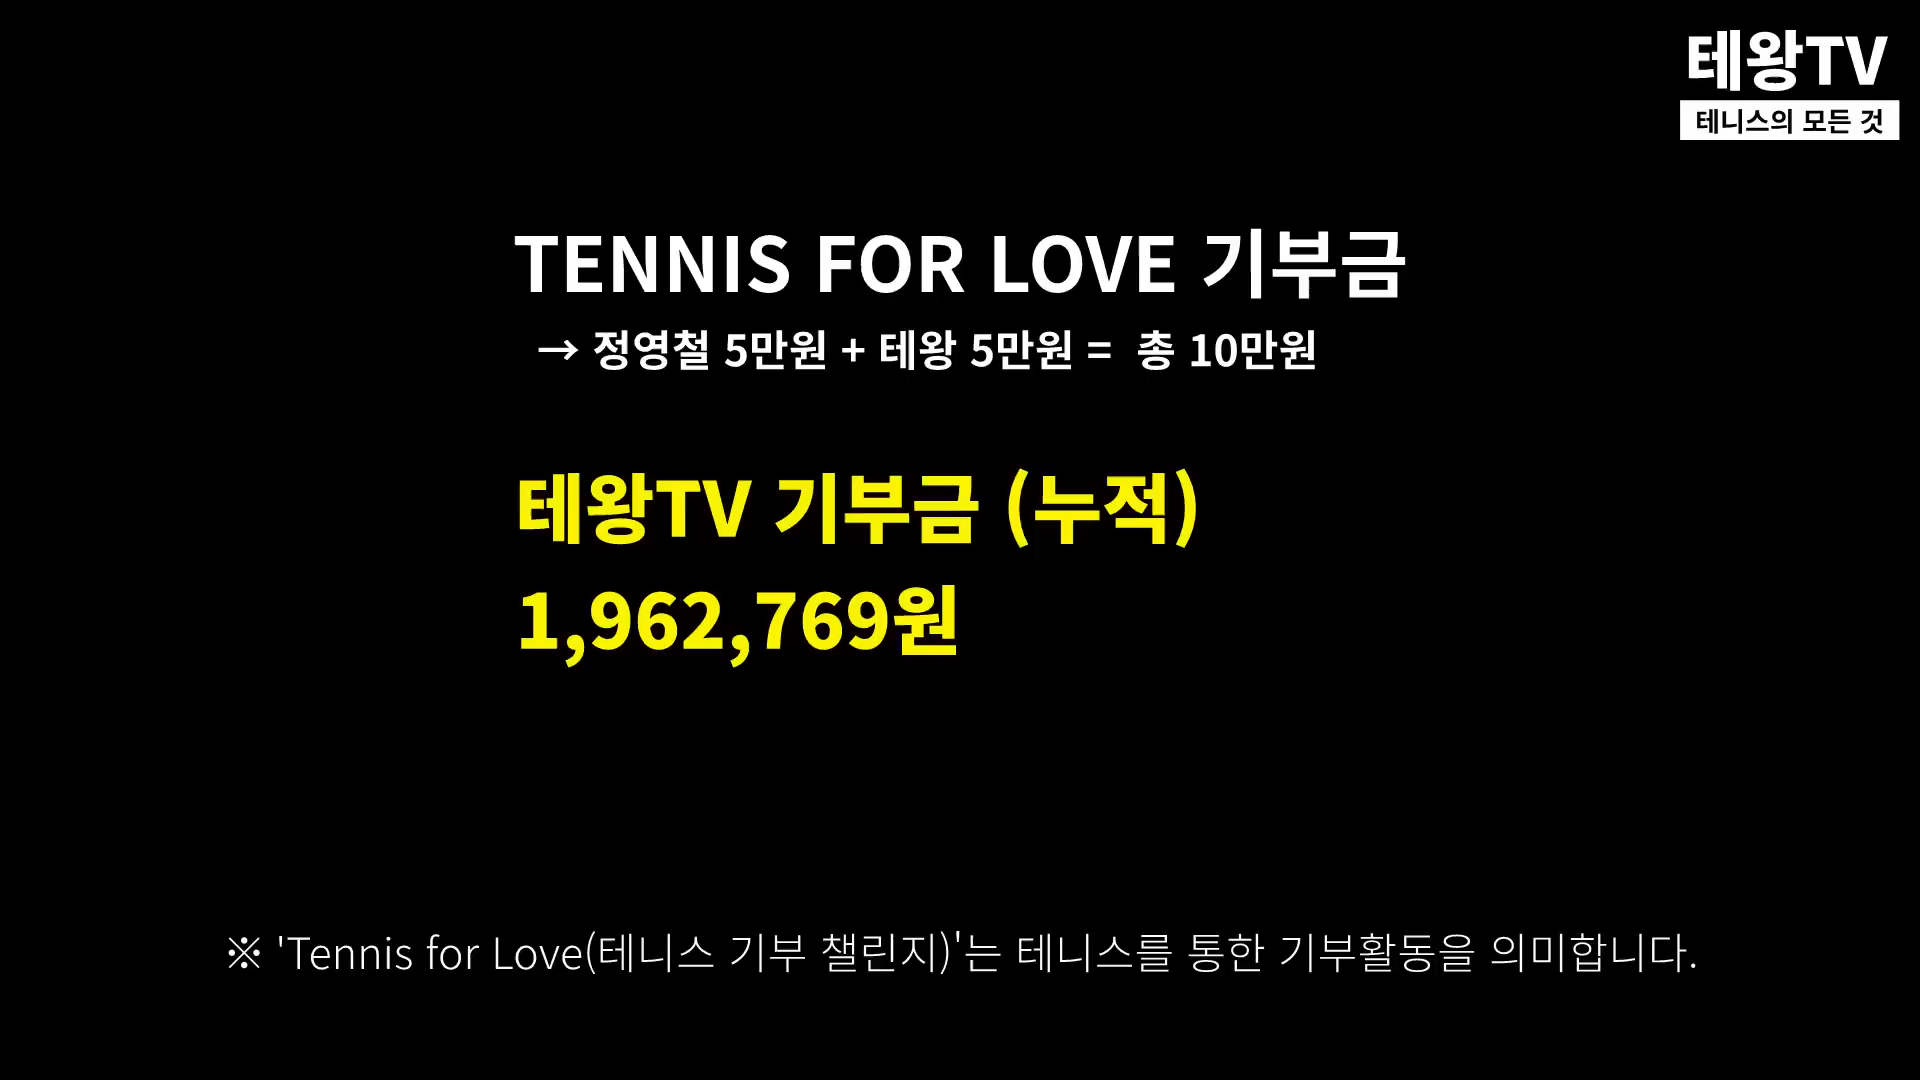 테왕TV
테니스의 모든 것
TENNIS FOR LOVE 기부금
→ 정영철 5만원 + 테왕 5만원 = 총 10만원
테왕TV 기부금 (누적)
1,962,769원
※ 'Tennis for Love(테니스 기부 챌린지)'는 테니스를 통한 기부활동을 의미합니다.